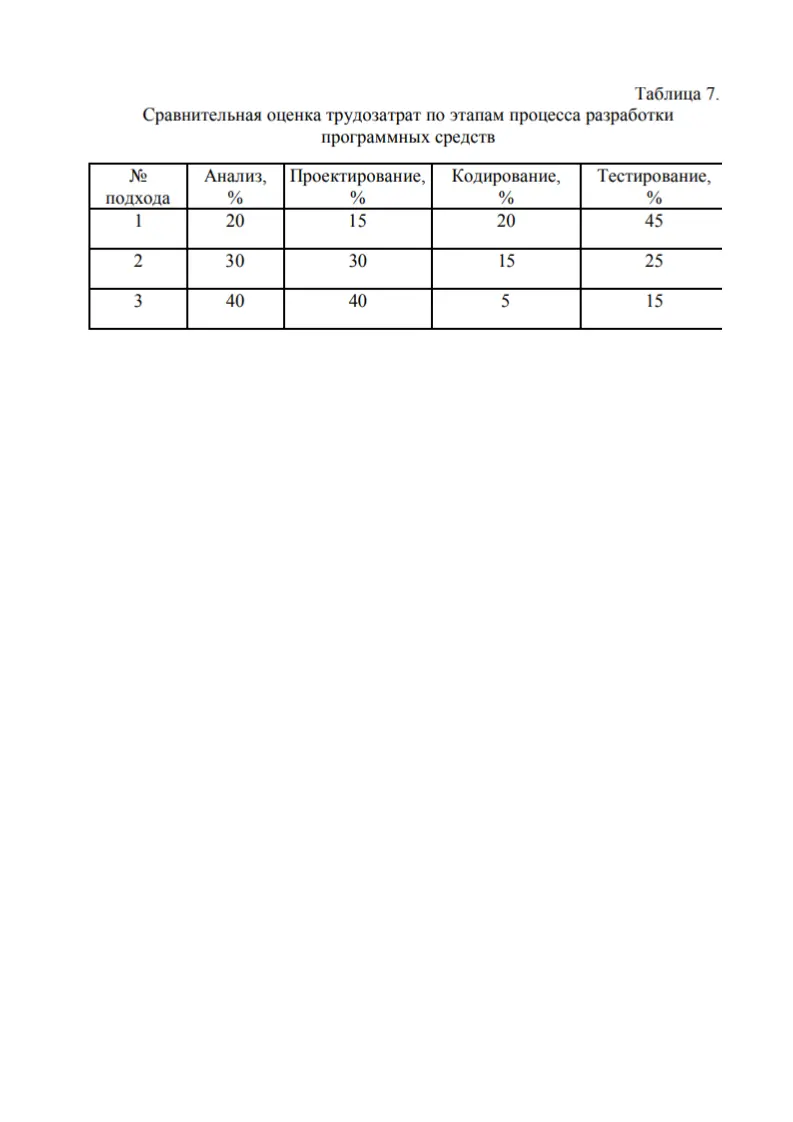 Таблица 7.
Сравнительная оценка трудозатрат по этапам процесса разработки
программных средств
№ подхода Анализ, % Проектирование, % Кодирование, % Тестирование, %
1 20 15 20 45
2 30 30 15 25
3 40 40 5 15